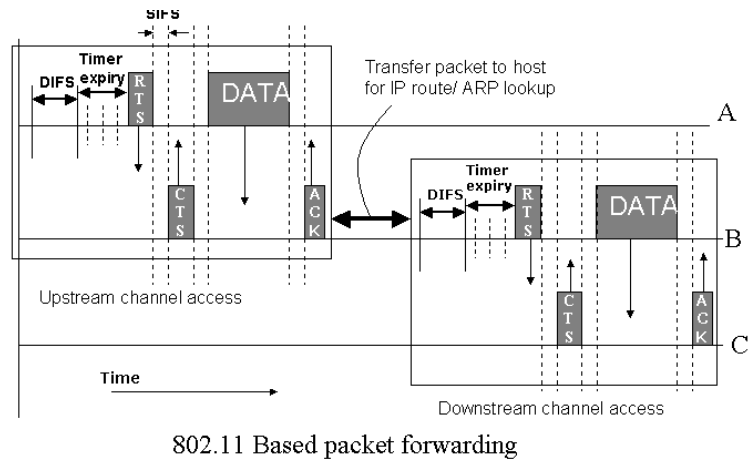 SIFS
Timer
expiry
DIFS
RTS
DATA
CTS
ACK
Transfer packet to host
for IP route/ ARP lookup
A
Timer
expiry
DIFS
RTS
DATA
B
Upstream channel access
CTS
ACK
C
Time
Downstream channel access
802.11 Based packet forwarding